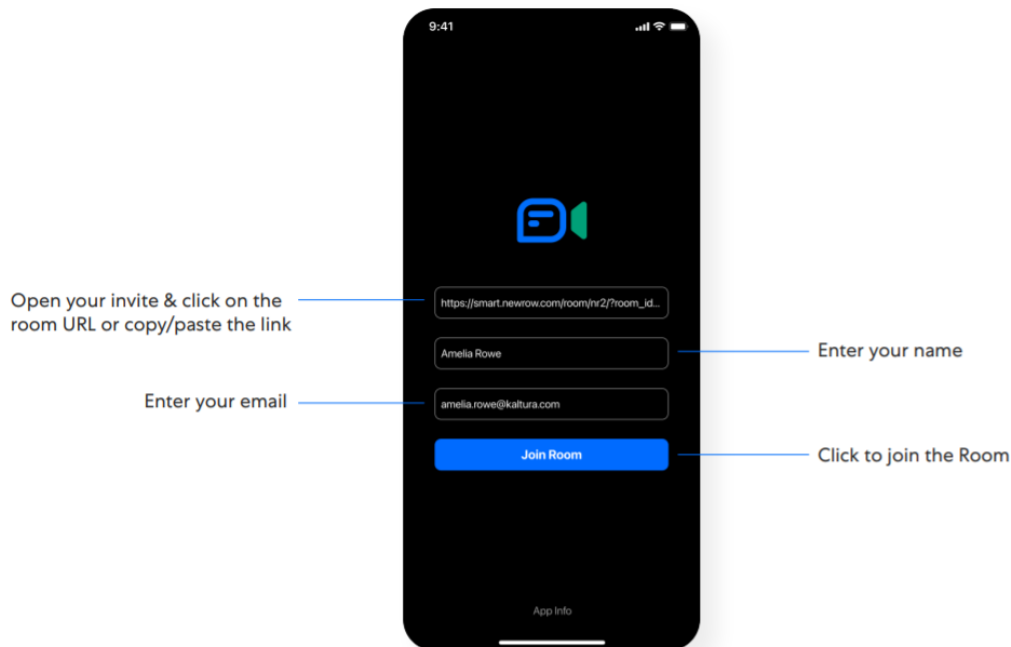 9:41
Open your invite & click on the
room URL or copy/paste the link
https://smart.newrow.com/room/nr2/?room_id...
Amelia Rowe
Enter your name
Enter your email
amelia.rowe@kaltura.com
Join Room
Click to join the Room
App Info